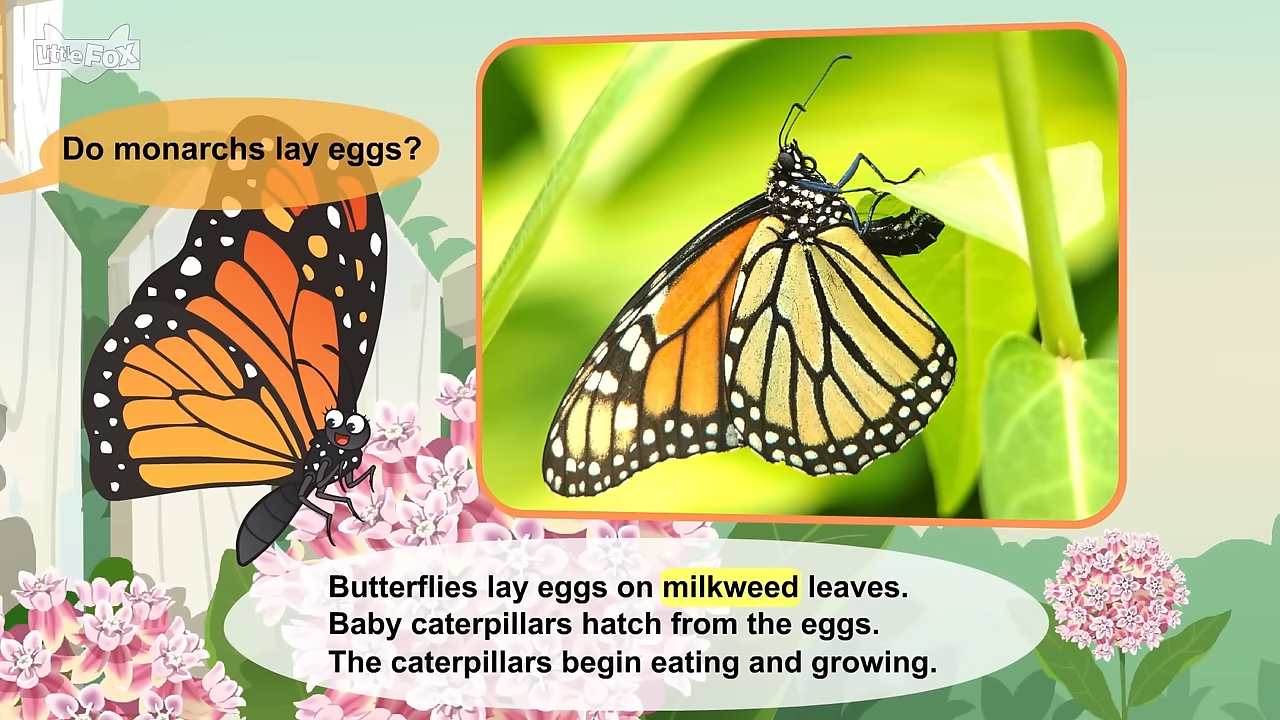 Little Fox
Do monarchs lay eggs?
Butterflies lay eggs on milkweed leaves.
Baby caterpillars hatch from the eggs.
The caterpillars begin eating and growing.